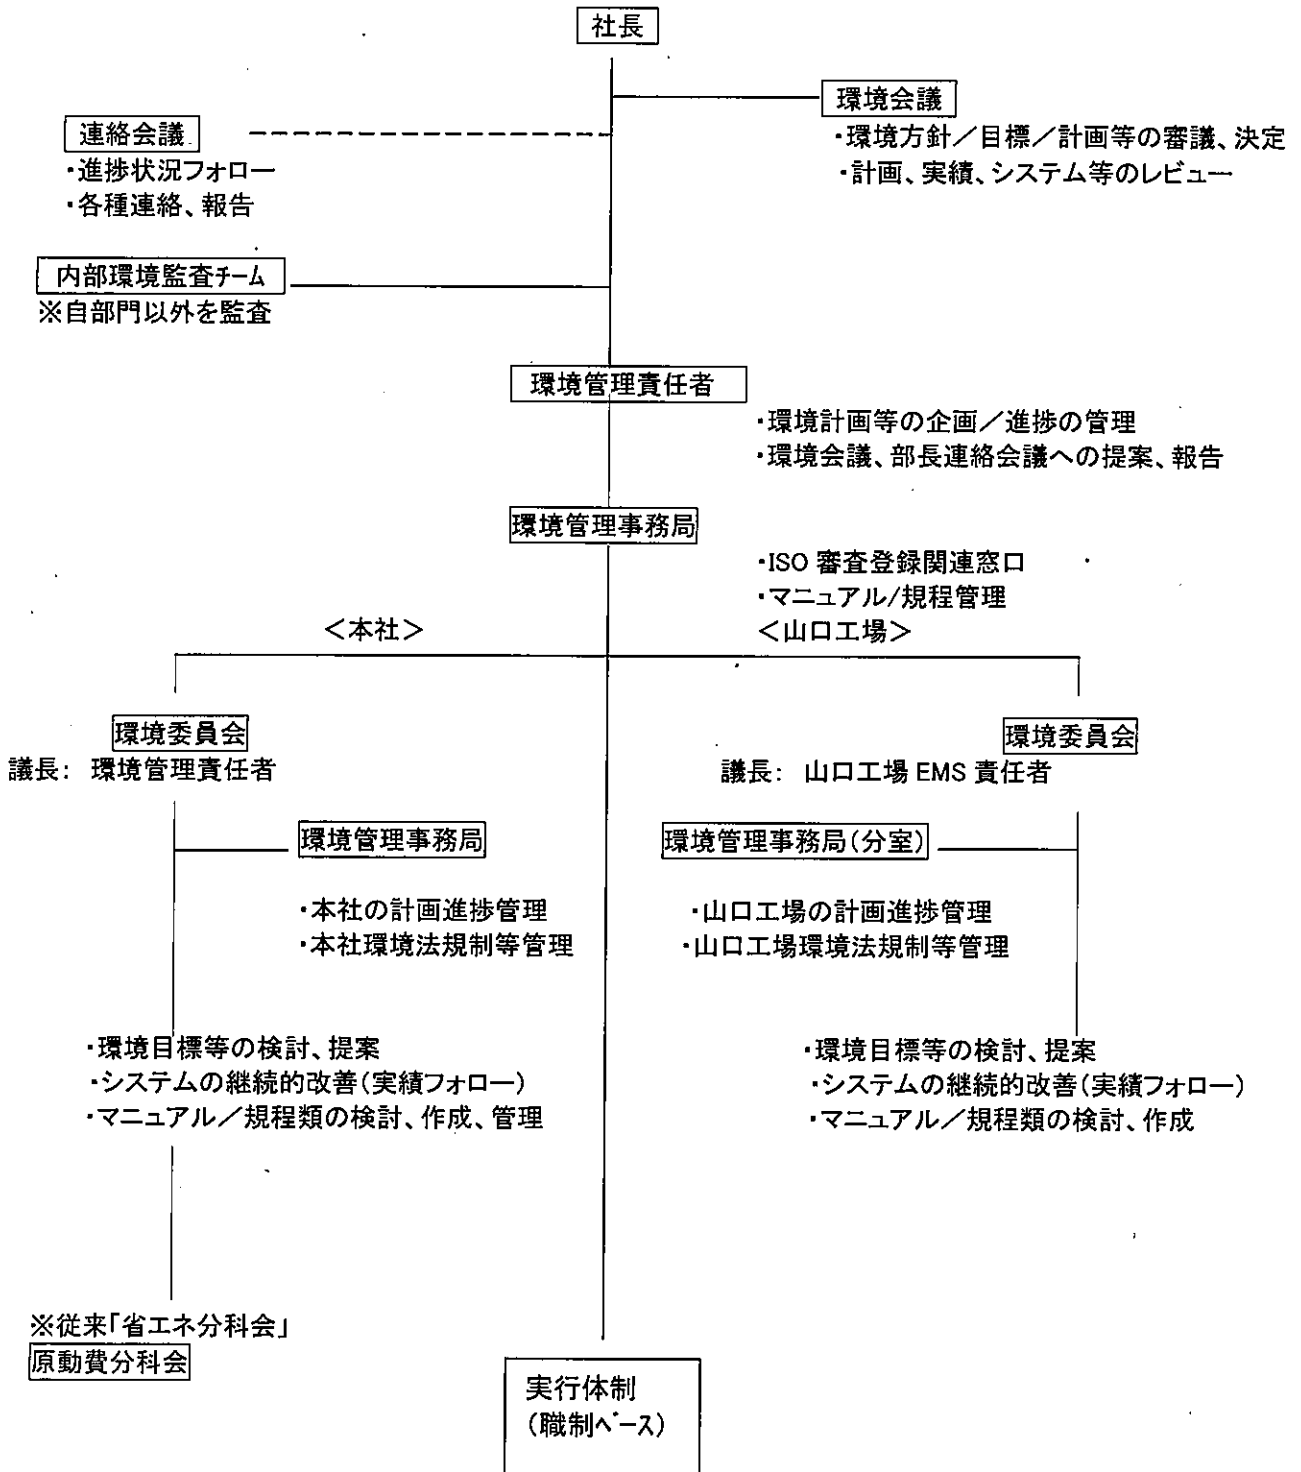 社長
環境会議
・環境方針／目標／計画等の審議、決定
・計画、実績、システム等のレビュー
連絡会議
・進捗状況フォロー
・各種連絡、報告
内部環境監査チーム
※自部門以外を監査
環境管理責任者
・環境計画等の企画／進捗の管理
・環境会議、部長連絡会議への提案、報告
環境管理事務局
・ISO 審査登録関連窓口
・マニュアル/規程管理
＜本社＞
＜山口工場＞
環境委員会
議長： 環境管理責任者
環境管理事務局
・本社の計画進捗管理
・本社環境法規制等管理
・環境目標等の検討、提案
・システムの継続的改善（実績フォロー）
・マニュアル／規程類の検討、作成、管理
※従来「省エネ分科会」
原動費分科会
環境委員会
議長： 山口工場 EMS 責任者
環境管理事務局（分室）
・山口工場の計画進捗管理
・山口工場環境法規制等管理
・環境目標等の検討、提案
・システムの継続的改善（実績フォロー）
・マニュアル／規程類の検討、作成
実行体制
（職制ベース）